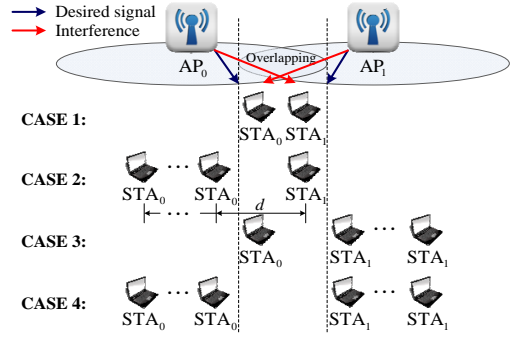 Desired signal
Interference
Overlapping
AP0 AP1
CASE 1:
STA0 STA1
CASE 2:
...
STA0 STA0 STA1
... d
CASE 3:
...
STA0 STA1 STA1
CASE 4:
... ...
STA0 STA0 STA1 STA1